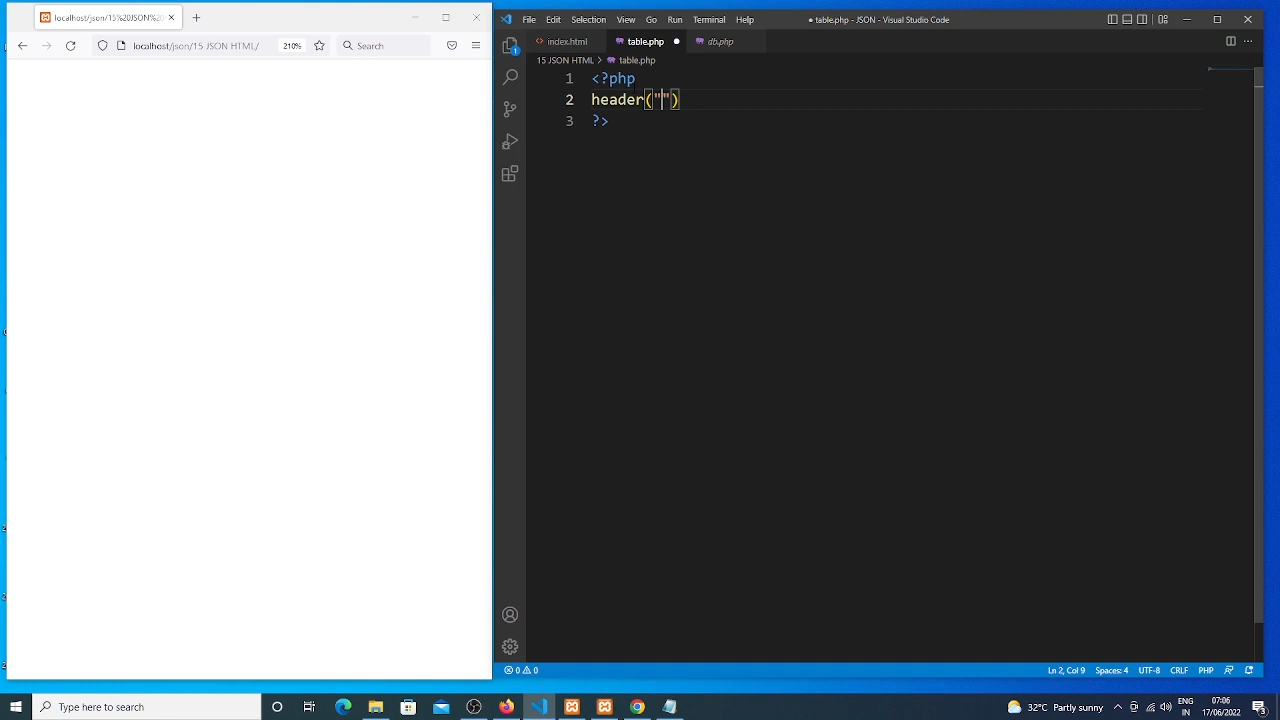 localhost/json/15%20JSON%20
localhost/json/15 JSON HTML/
210%
Search
File Edit Selection View Go Run Terminal Help
● table.php - JSON - Visual Studio Code
index.html
table.php
db.php
15 JSON HTML > table.php
1 <?php
2 header("")
3 ?>
1
0 0
Ln 2, Col 9 Spaces: 4 UTF-8 CRLF PHP
Type here to search
32°C Partly sunny
ENG
IN
07:06
17/06/2022